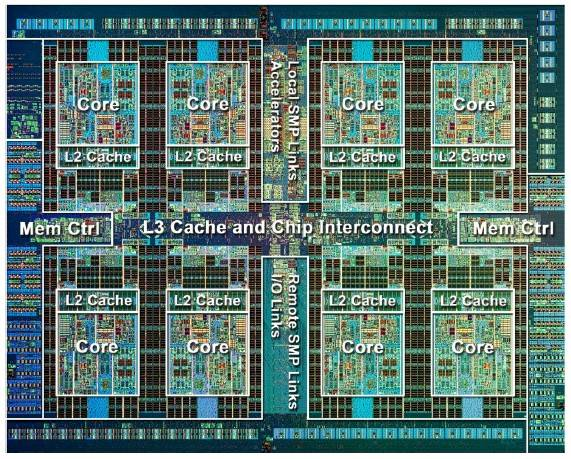 Core
Core
Core
Core
L2 Cache
L2 Cache
L2 Cache
L2 Cache
Local SMP Links
Accelerators
Mem Ctrl
L3 Cache and Chip Interconnect
Mem Ctrl
L2 Cache
L2 Cache
L2 Cache
L2 Cache
Core
Core
Core
Core
Remote SMP Links
I/O Links